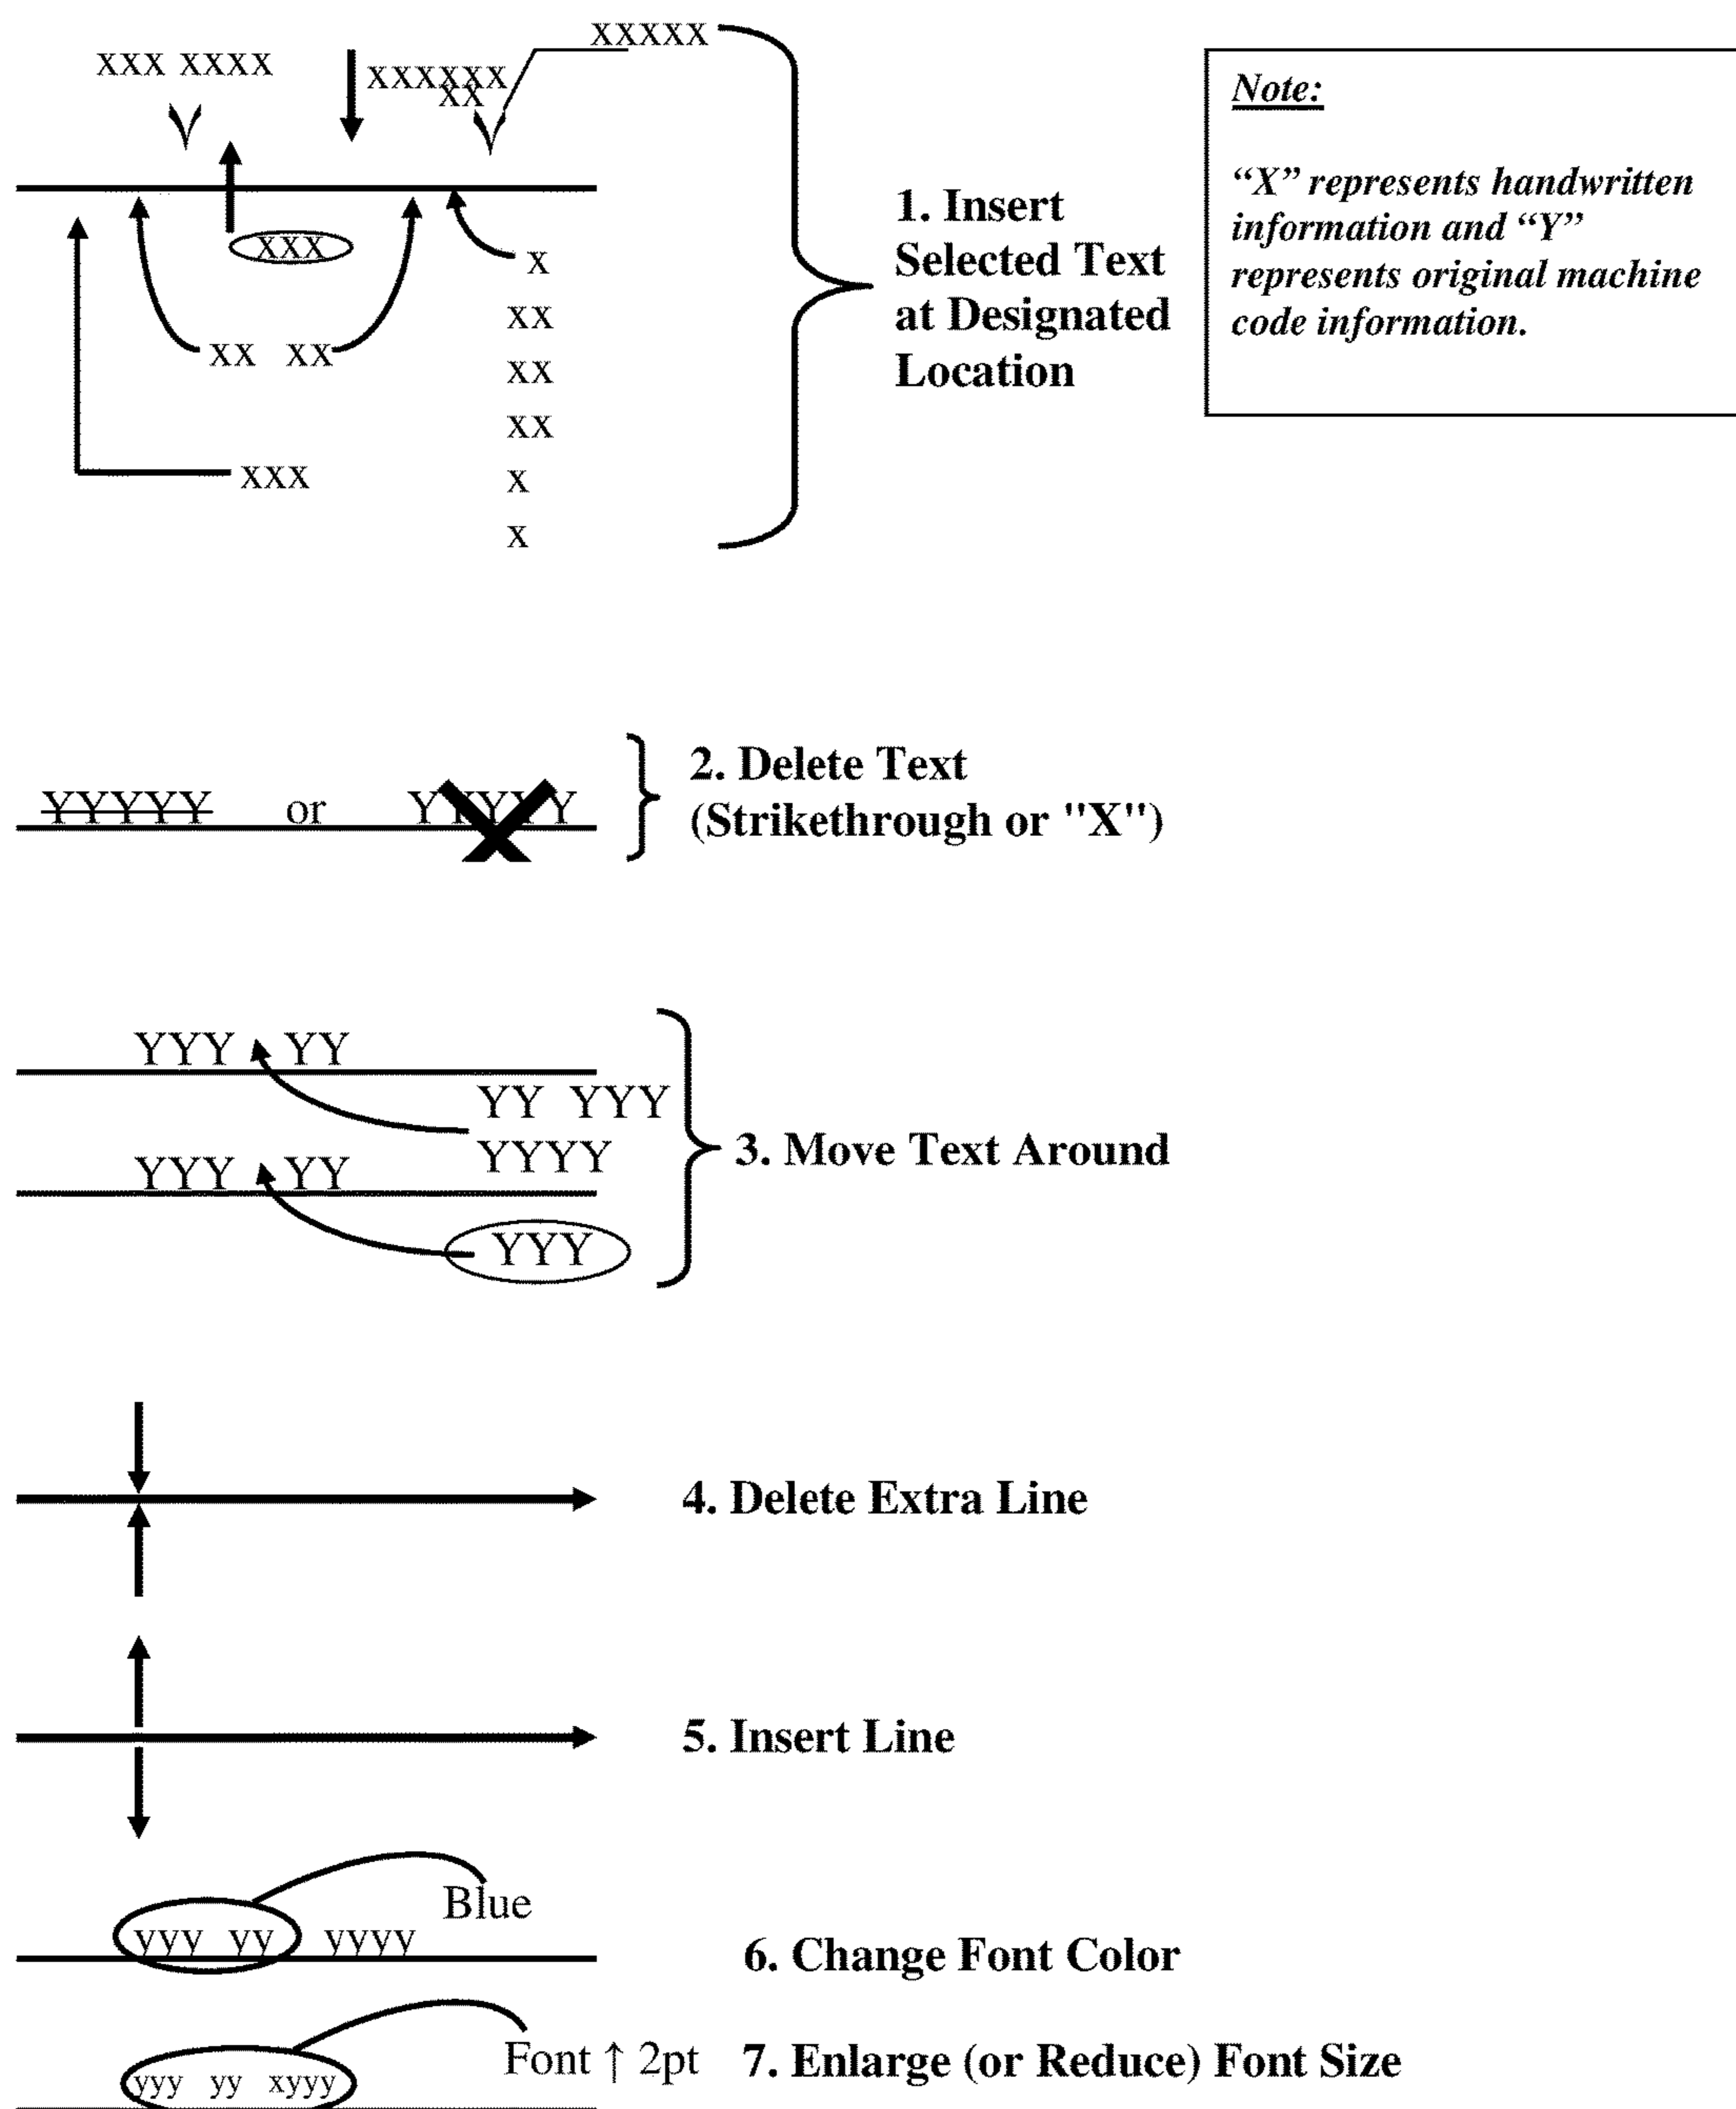 xxxxx
xxx xxxx
xxxxxx
xx
xxx
x
xx
xx xx
xx
xx
xxx
x
x
1. Insert
Selected Text
at Designated
Location
Note:
“X” represents handwritten
information and “Y”
represents original machine
code information.
YYYYY or YYYYY
2. Delete Text
(Strikethrough or "X")
YYY YY
YY YYY
YYYY
YYY YY
YYY
3. Move Text Around
4. Delete Extra Line
5. Insert Line
Blue
yyy yy yyyy
6. Change Font Color
Font ↑ 2pt
yyy yy xyyy
7. Enlarge (or Reduce) Font Size